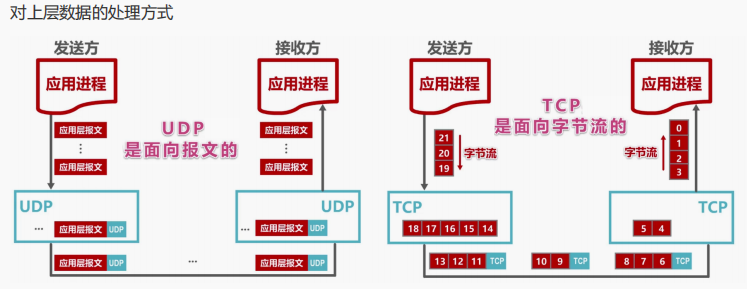 对上层数据的处理方式
发送方 接收方 发送方 接收方
应用进程 应用进程 应用进程 应用进程
UDP
是面向报文的
TCP
是面向字节流的
应用层报文
应用层报文
应用层报文
应用层报文
21
20
19
字节流
字节流
0
1
2
3
UDP
... 应用层报文 UDP
UDP
... 应用层报文 UDP
TCP
18 17 16 15 14
TCP
5 4
应用层报文 UDP ... 应用层报文 UDP
13 12 11 TCP 10 9 TCP 8 7 6 TCP